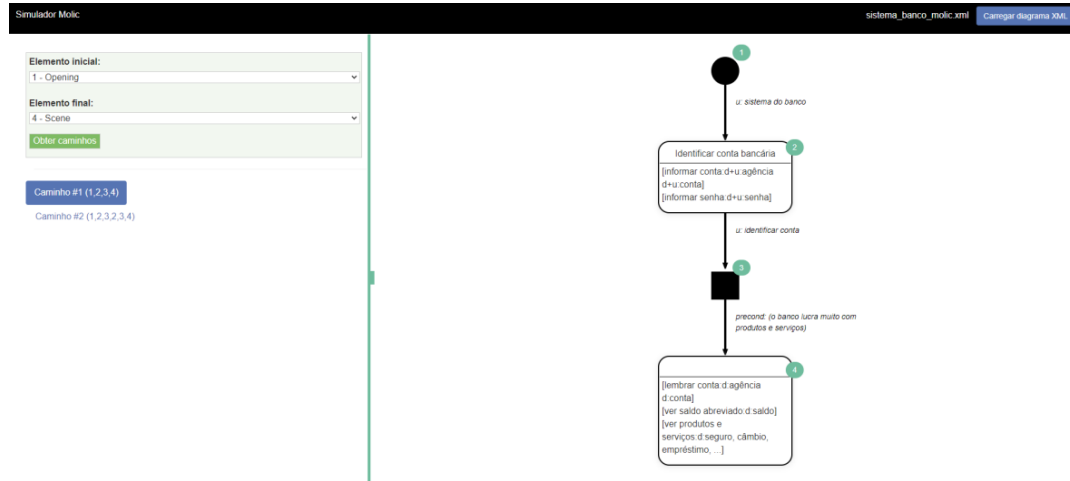 Simulador Molic
sistema_banco_molic.xml
Carregar diagrama XML
Elemento inicial:
1 - Opening
Elemento final:
4 - Scene
Obter caminhos
Caminho #1 (1,2,3,4)
Caminho #2 (1,2,3,2,3,4)
1
u: sistema do banco
2
Identificar conta bancária
[informar conta:d+u:agência
d+u:conta]
[informar senha:d+u:senha]
u: identificar conta
3
precond: (o banco lucra muito com
produtos e serviços)
4
[lembrar conta:d:agência
d:conta]
[ver saldo abreviado:d:saldo]
[ver produtos e
serviços:d:seguro, câmbio,
empréstimo, ...]